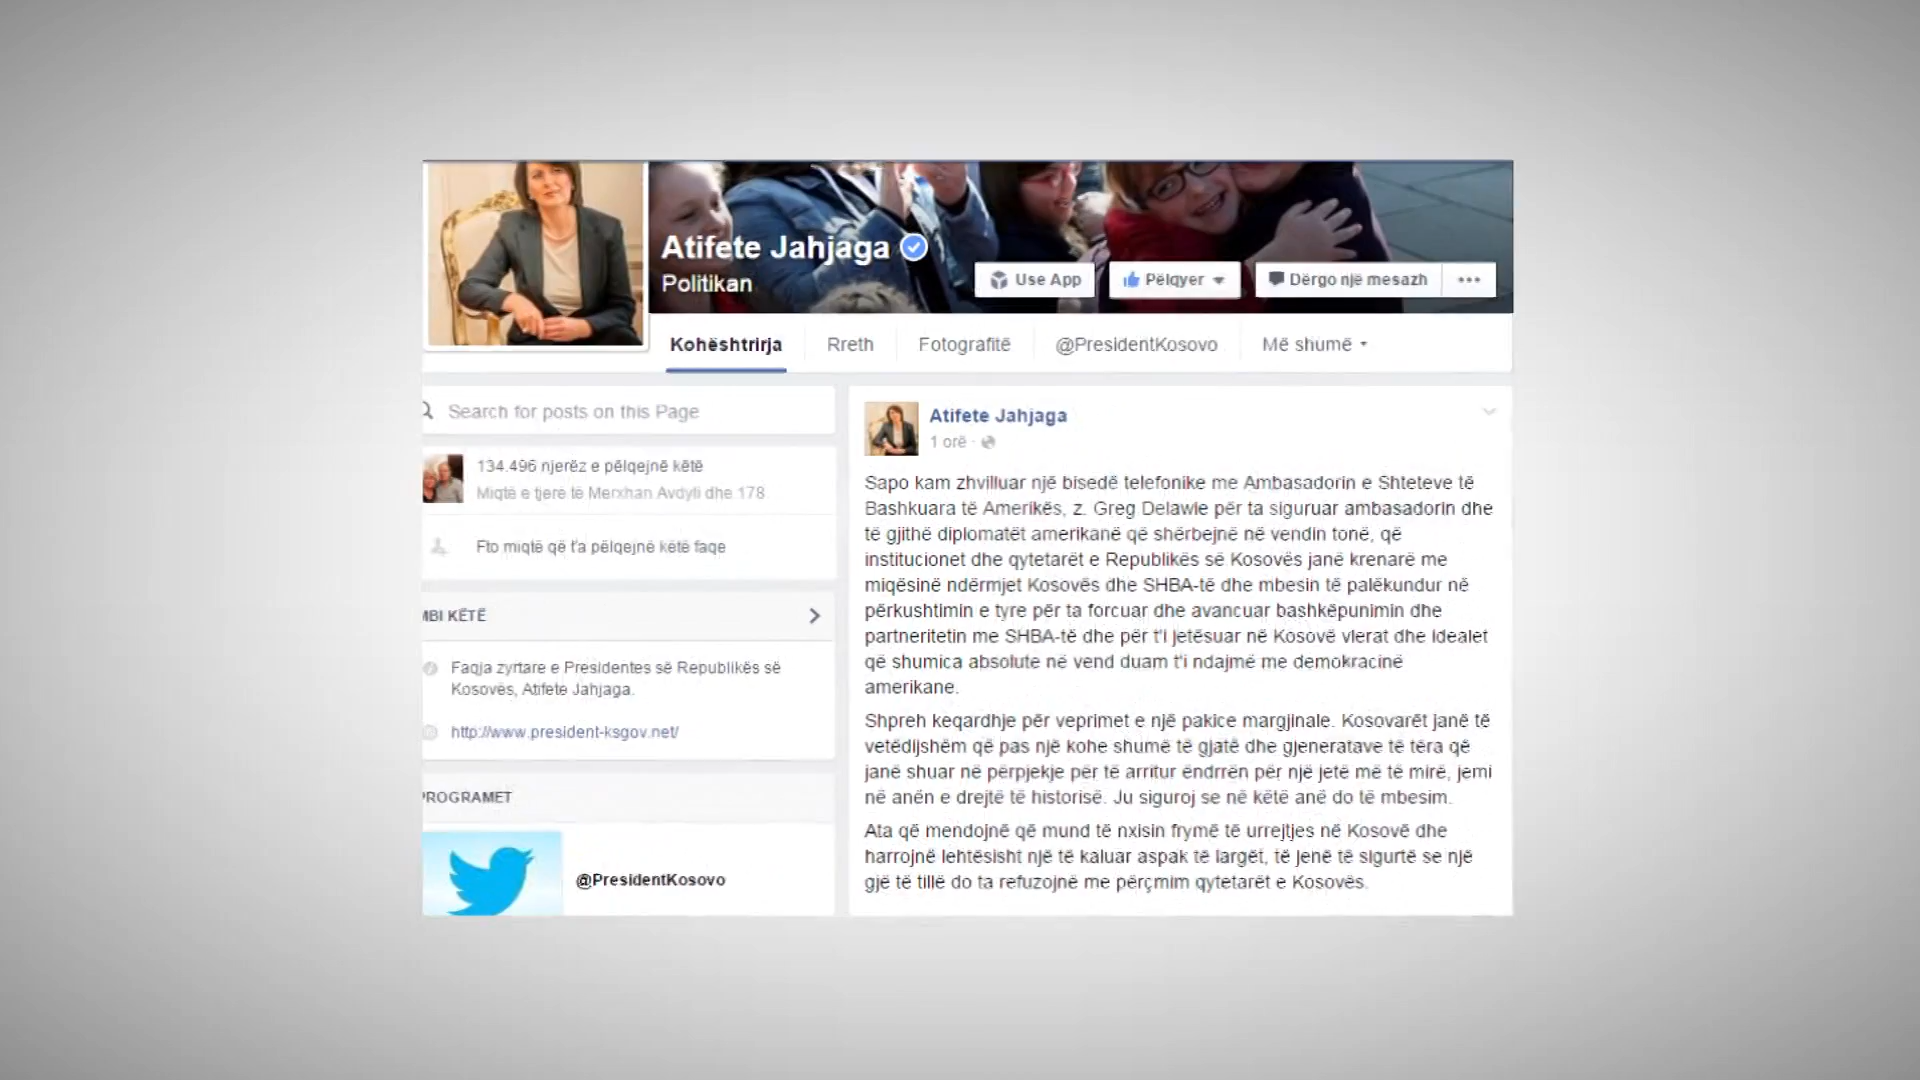 Atifete Jahjaga
Politikan
Use App
Pëlqyer
Dërgo një mesazh
Kohështrirja
Rreth
Fotografitë
@PresidentKosovo
Më shumë
Search for posts on this Page
134.496 njerëz e pëlqejnë këtë
Miqtë e tjerë të Merxhan Avdyli dhe 178
Fto miqtë që t'a pëlqejnë këtë faqe
MBI KËTË
Faqja zyrtare e Presidentes së Republikës së
Kosovës, Atifete Jahjaga.
http://www.president-ksgov.net/
PROGRAMET
@PresidentKosovo
Atifete Jahjaga
1 orë
Sapo kam zhvilluar një bisedë telefonike me Ambasadorin e Shteteve të
Bashkuara të Amerikës, z. Greg Delawie për ta siguruar ambasadorin dhe
të gjithë diplomatët amerikanë që shërbejnë në vendin tonë, që
institucionet dhe qytetarët e Republikës së Kosovës janë krenarë me
miqësinë ndërmjet Kosovës dhe SHBA-të dhe mbesin të palëkundur në
përkushtimin e tyre për ta forcuar dhe avancuar bashkëpunimin dhe
partneritetin me SHBA-të dhe për t'i jetësuar në Kosovë vlerat dhe idealet
që shumica absolute në vend duam t'i ndajmë me demokracinë
amerikane.
Shpreh keqardhje për veprimet e një pakice margjinale. Kosovarët janë të
vetëdijshëm që pas një kohe shumë të gjatë dhe gjeneratave të tëra që
janë shuar në përpjekje për të arritur ëndrrën për një jetë më të mirë, jemi
në anën e drejtë të historisë. Ju siguroj se në këtë anë do të mbesim.
Ata që mendojnë që mund të nxisin frymë të urrejtjes në Kosovë dhe
harrojnë lehtësisht një të kaluar aspak të largët, të jenë të sigurtë se një
gjë të tillë do ta refuzojnë me përçmim qytetarët e Kosovës.